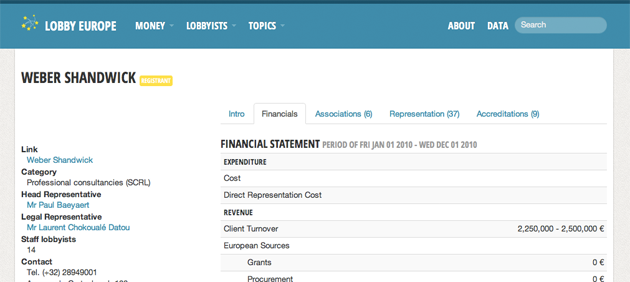 LOBBY EUROPE MONEY LOBBYISTS TOPICS ABOUT DATA Search
WEBER SHANDWICK REGISTRANT
Intro Financials Associations (6) Representation (37) Accreditations (9)
Link
Weber Shandwick
Category
Professional consultancies (SCRL)
Head Representative
Mr Paul Baeyaert
Legal Representative
Mr Laurent Chokoualé Datou
Staff lobbyists
14
Contact
Tel. (+32) 28949001
FINANCIAL STATEMENT PERIOD OF FRI JAN 01 2010 - WED DEC 01 2010
EXPENDITURE
Cost
Direct Representation Cost
REVENUE
Client Turnover 2,250,000 - 2,500,000 €
European Sources
Grants 0 €
Procurement 0 €